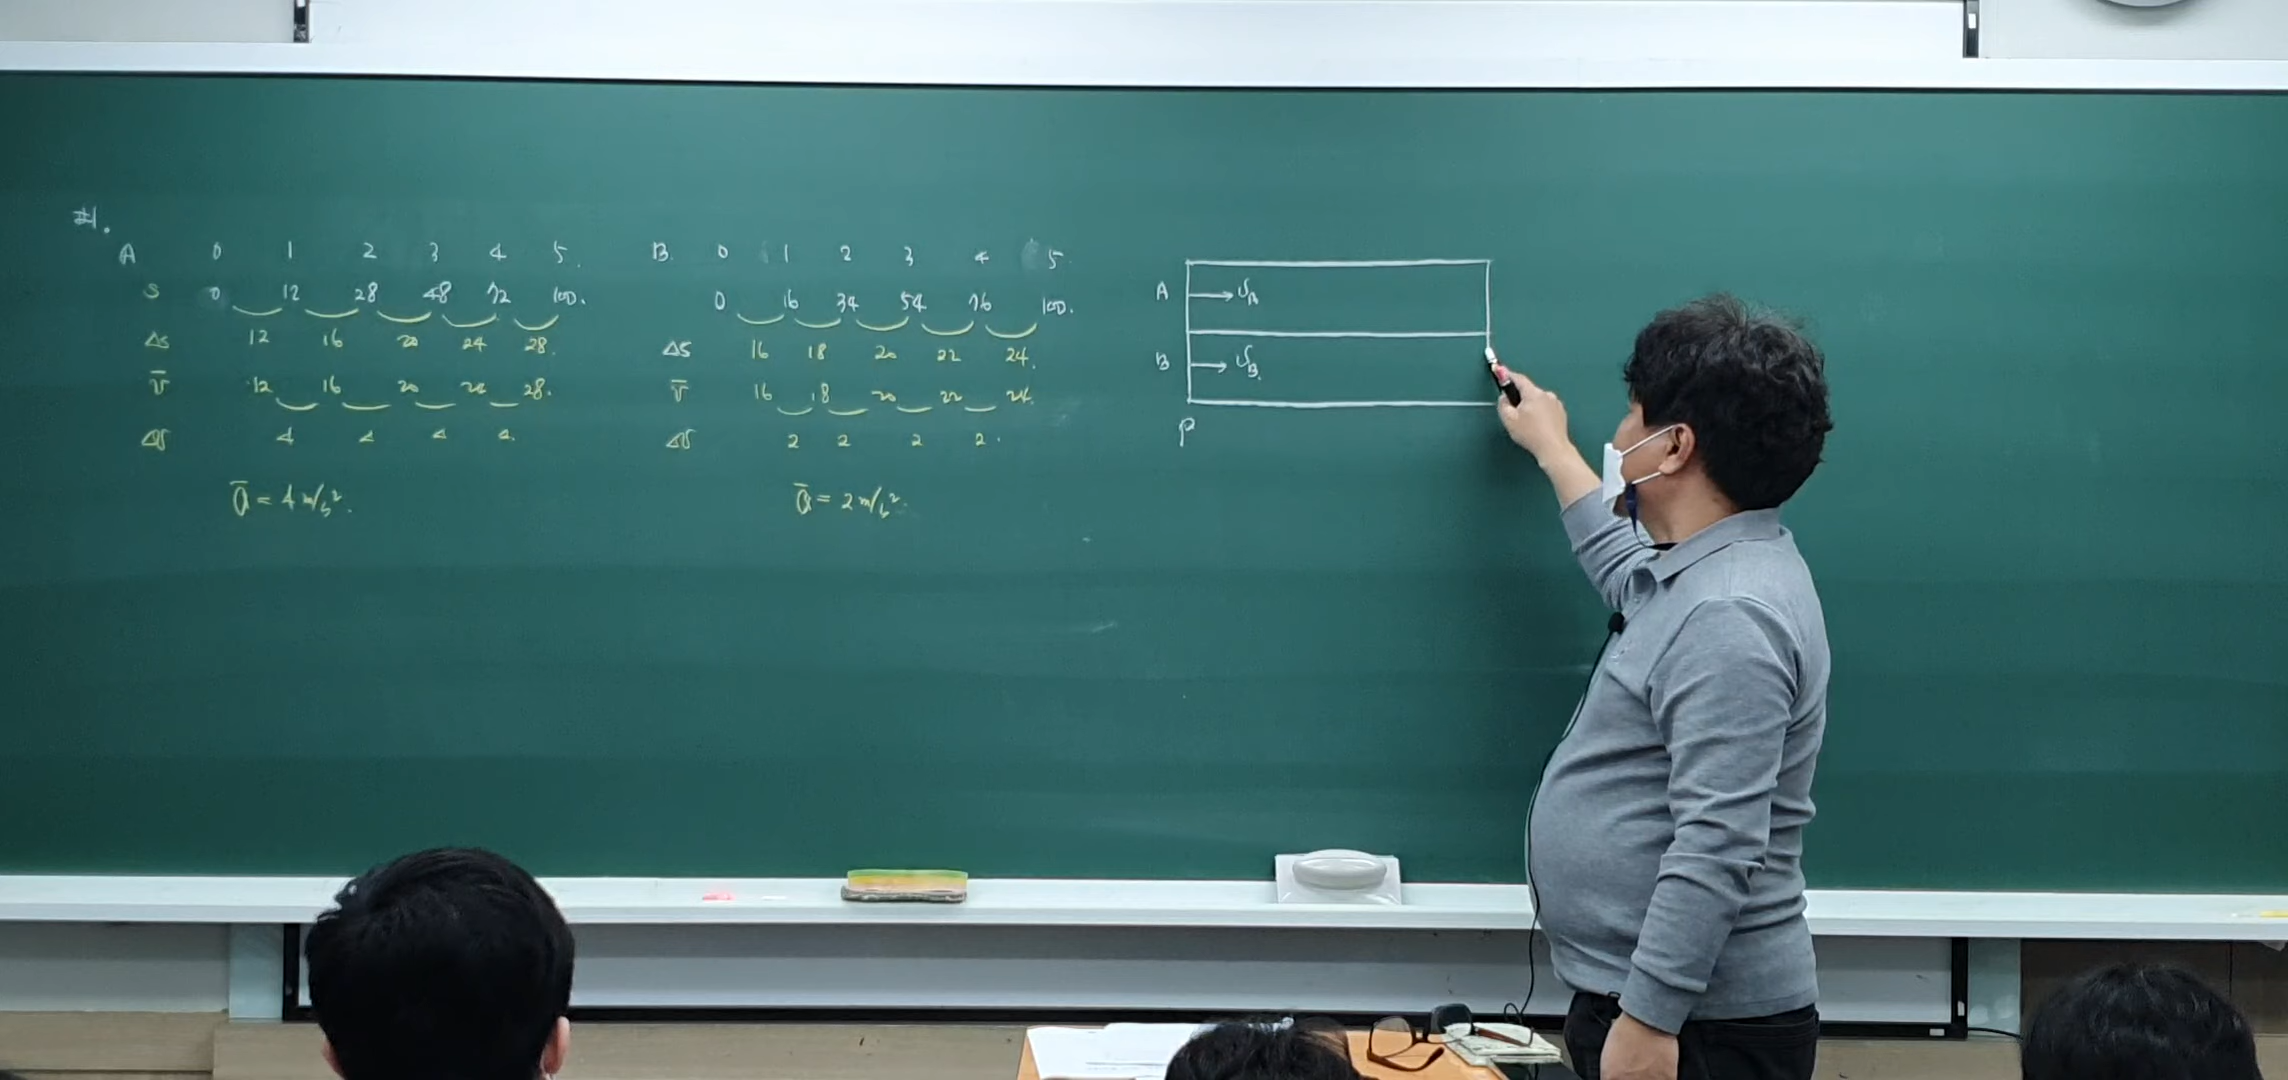 #1.
A 0 1 2 3 4 5.
S 0 12 28 48 72 100.
Δs 12 16 20 24 28.
v̄ 12 16 20 24 28.
Δv 4 4 4 4.
ā = 4 m/s².
B. 0 1 2 3 4 5.
0 16 34 54 76 100.
Δs 16 18 20 22 24.
v̄ 16 18 20 22 24.
Δv 2 2 2 2.
ā = 2 m/s².
A → v_A
B → v_B.
P